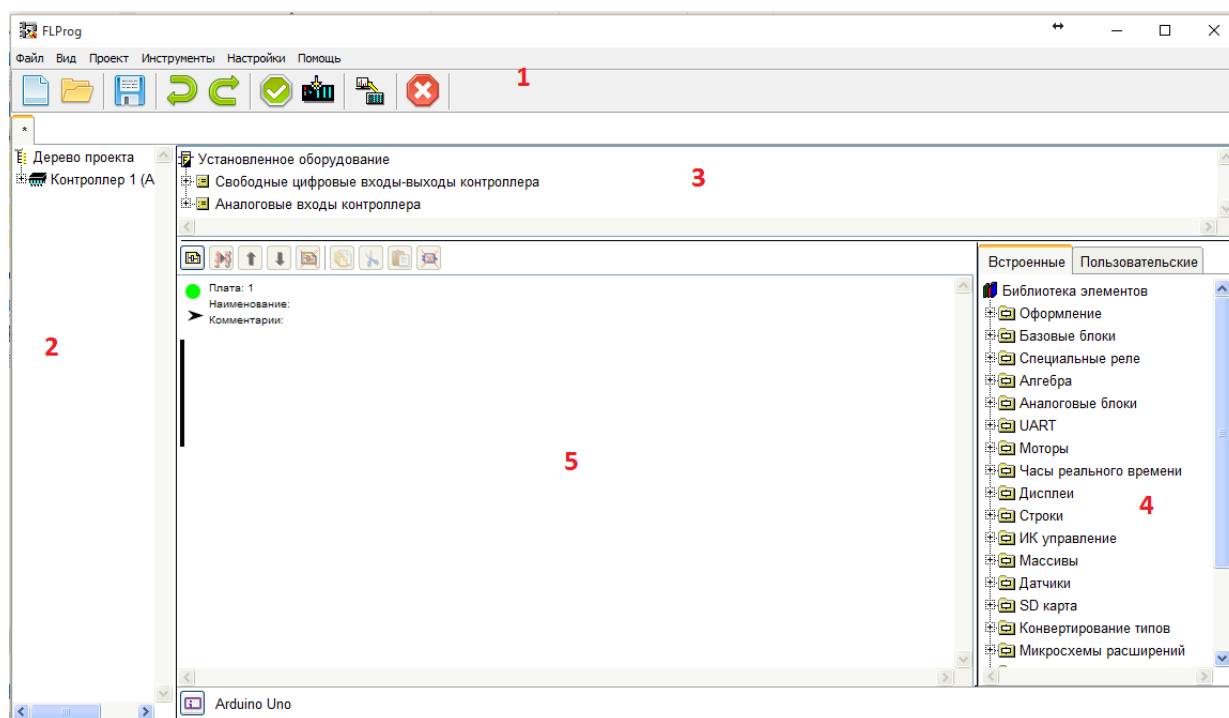 FLProg
Файл Вид Проект Инструменты Настройки Помощь
1
*
Дерево проекта
Контроллер 1 (А
2
Установленное оборудование
Свободные цифровые входы-выходы контроллера
Аналоговые входы контроллера
3
Плата: 1
Наименование:
Комментарии:
5
Встроенные Пользовательские
Библиотека элементов
Оформление
Базовые блоки
Специальные реле
Алгебра
Аналоговые блоки
UART
Моторы
Часы реального времени
Дисплеи
4
Строки
ИК управление
Массивы
Датчики
SD карта
Конвертирование типов
Микросхемы расширений
Arduino Uno